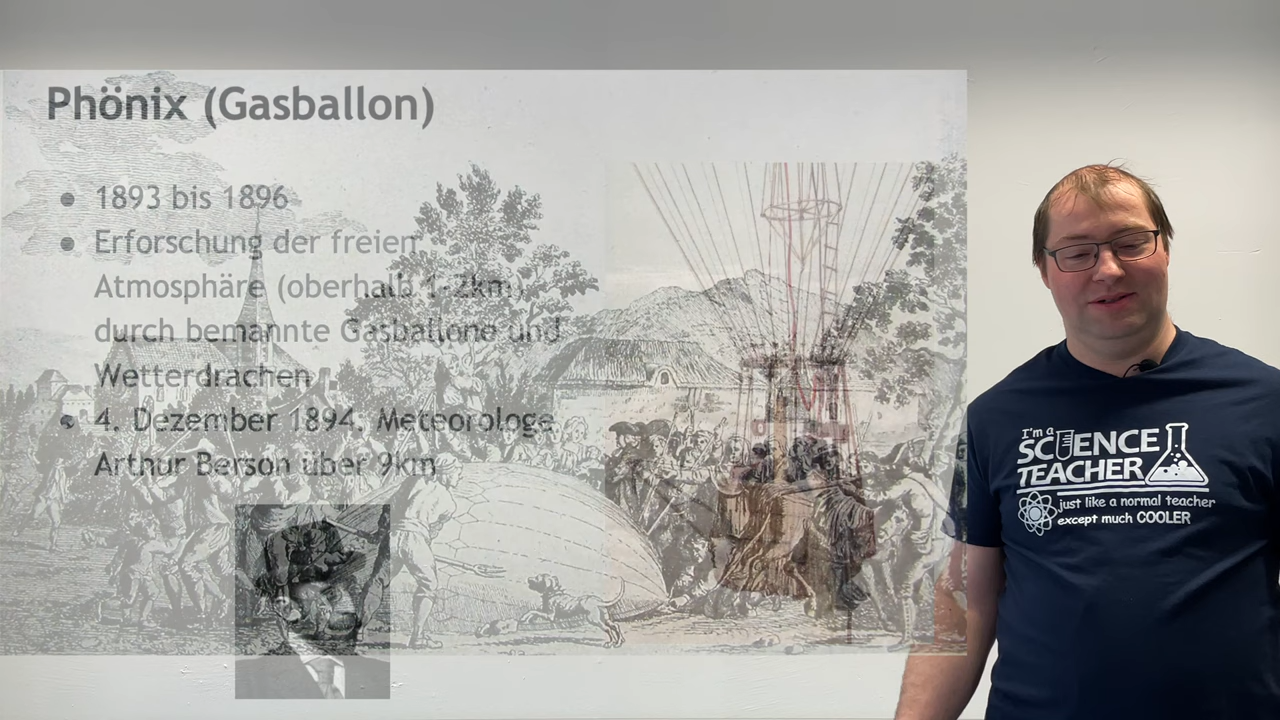 Phönix (Gasballon)
1893 bis 1896
Erforschung der freien
Atmosphäre (oberhalb 1-2km)
durch bemannte Gasballone und
Wetterdrachen
4. Dezember 1894, Meteorologe
Arthur Berson über 9km
I'm a
SCIENCE
TEACHER
just like a normal teacher
except much COOLER